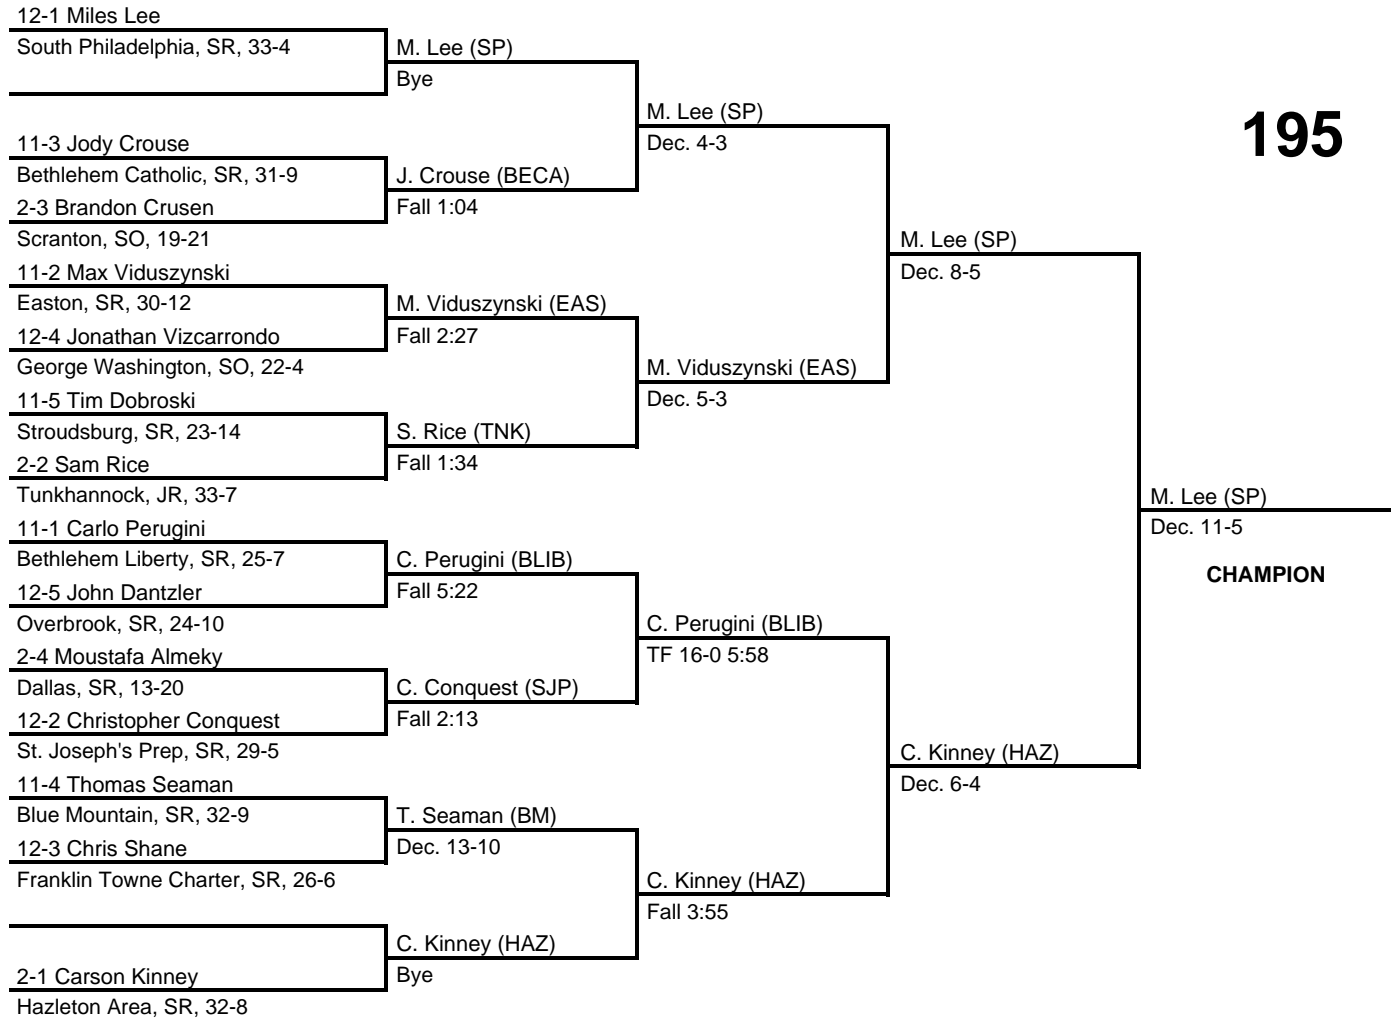 12-1 Miles Lee
South Philadelphia, SR, 33-4
M. Lee (SP)
Bye
M. Lee (SP)
Dec. 4-3
195
11-3 Jody Crouse
Bethlehem Catholic, SR, 31-9
J. Crouse (BECA)
2-3 Brandon Crusen
Fall 1:04
Scranton, SO, 19-21
M. Lee (SP)
Dec. 8-5
11-2 Max Viduszynski
Easton, SR, 30-12
M. Viduszynski (EAS)
12-4 Jonathan Vizcarrondo
Fall 2:27
George Washington, SO, 22-4
M. Viduszynski (EAS)
Dec. 5-3
11-5 Tim Dobroski
Stroudsburg, SR, 23-14
S. Rice (TNK)
2-2 Sam Rice
Fall 1:34
Tunkhannock, JR, 33-7
M. Lee (SP)
Dec. 11-5
CHAMPION
11-1 Carlo Perugini
Bethlehem Liberty, SR, 25-7
C. Perugini (BLIB)
12-5 John Dantzler
Fall 5:22
Overbrook, SR, 24-10
C. Perugini (BLIB)
TF 16-0 5:58
2-4 Moustafa Almeky
Dallas, SR, 13-20
C. Conquest (SJP)
12-2 Christopher Conquest
Fall 2:13
St. Joseph's Prep, SR, 29-5
C. Kinney (HAZ)
Dec. 6-4
11-4 Thomas Seaman
Blue Mountain, SR, 32-9
T. Seaman (BM)
12-3 Chris Shane
Dec. 13-10
Franklin Towne Charter, SR, 26-6
C. Kinney (HAZ)
Fall 3:55
C. Kinney (HAZ)
Bye
2-1 Carson Kinney
Hazleton Area, SR, 32-8